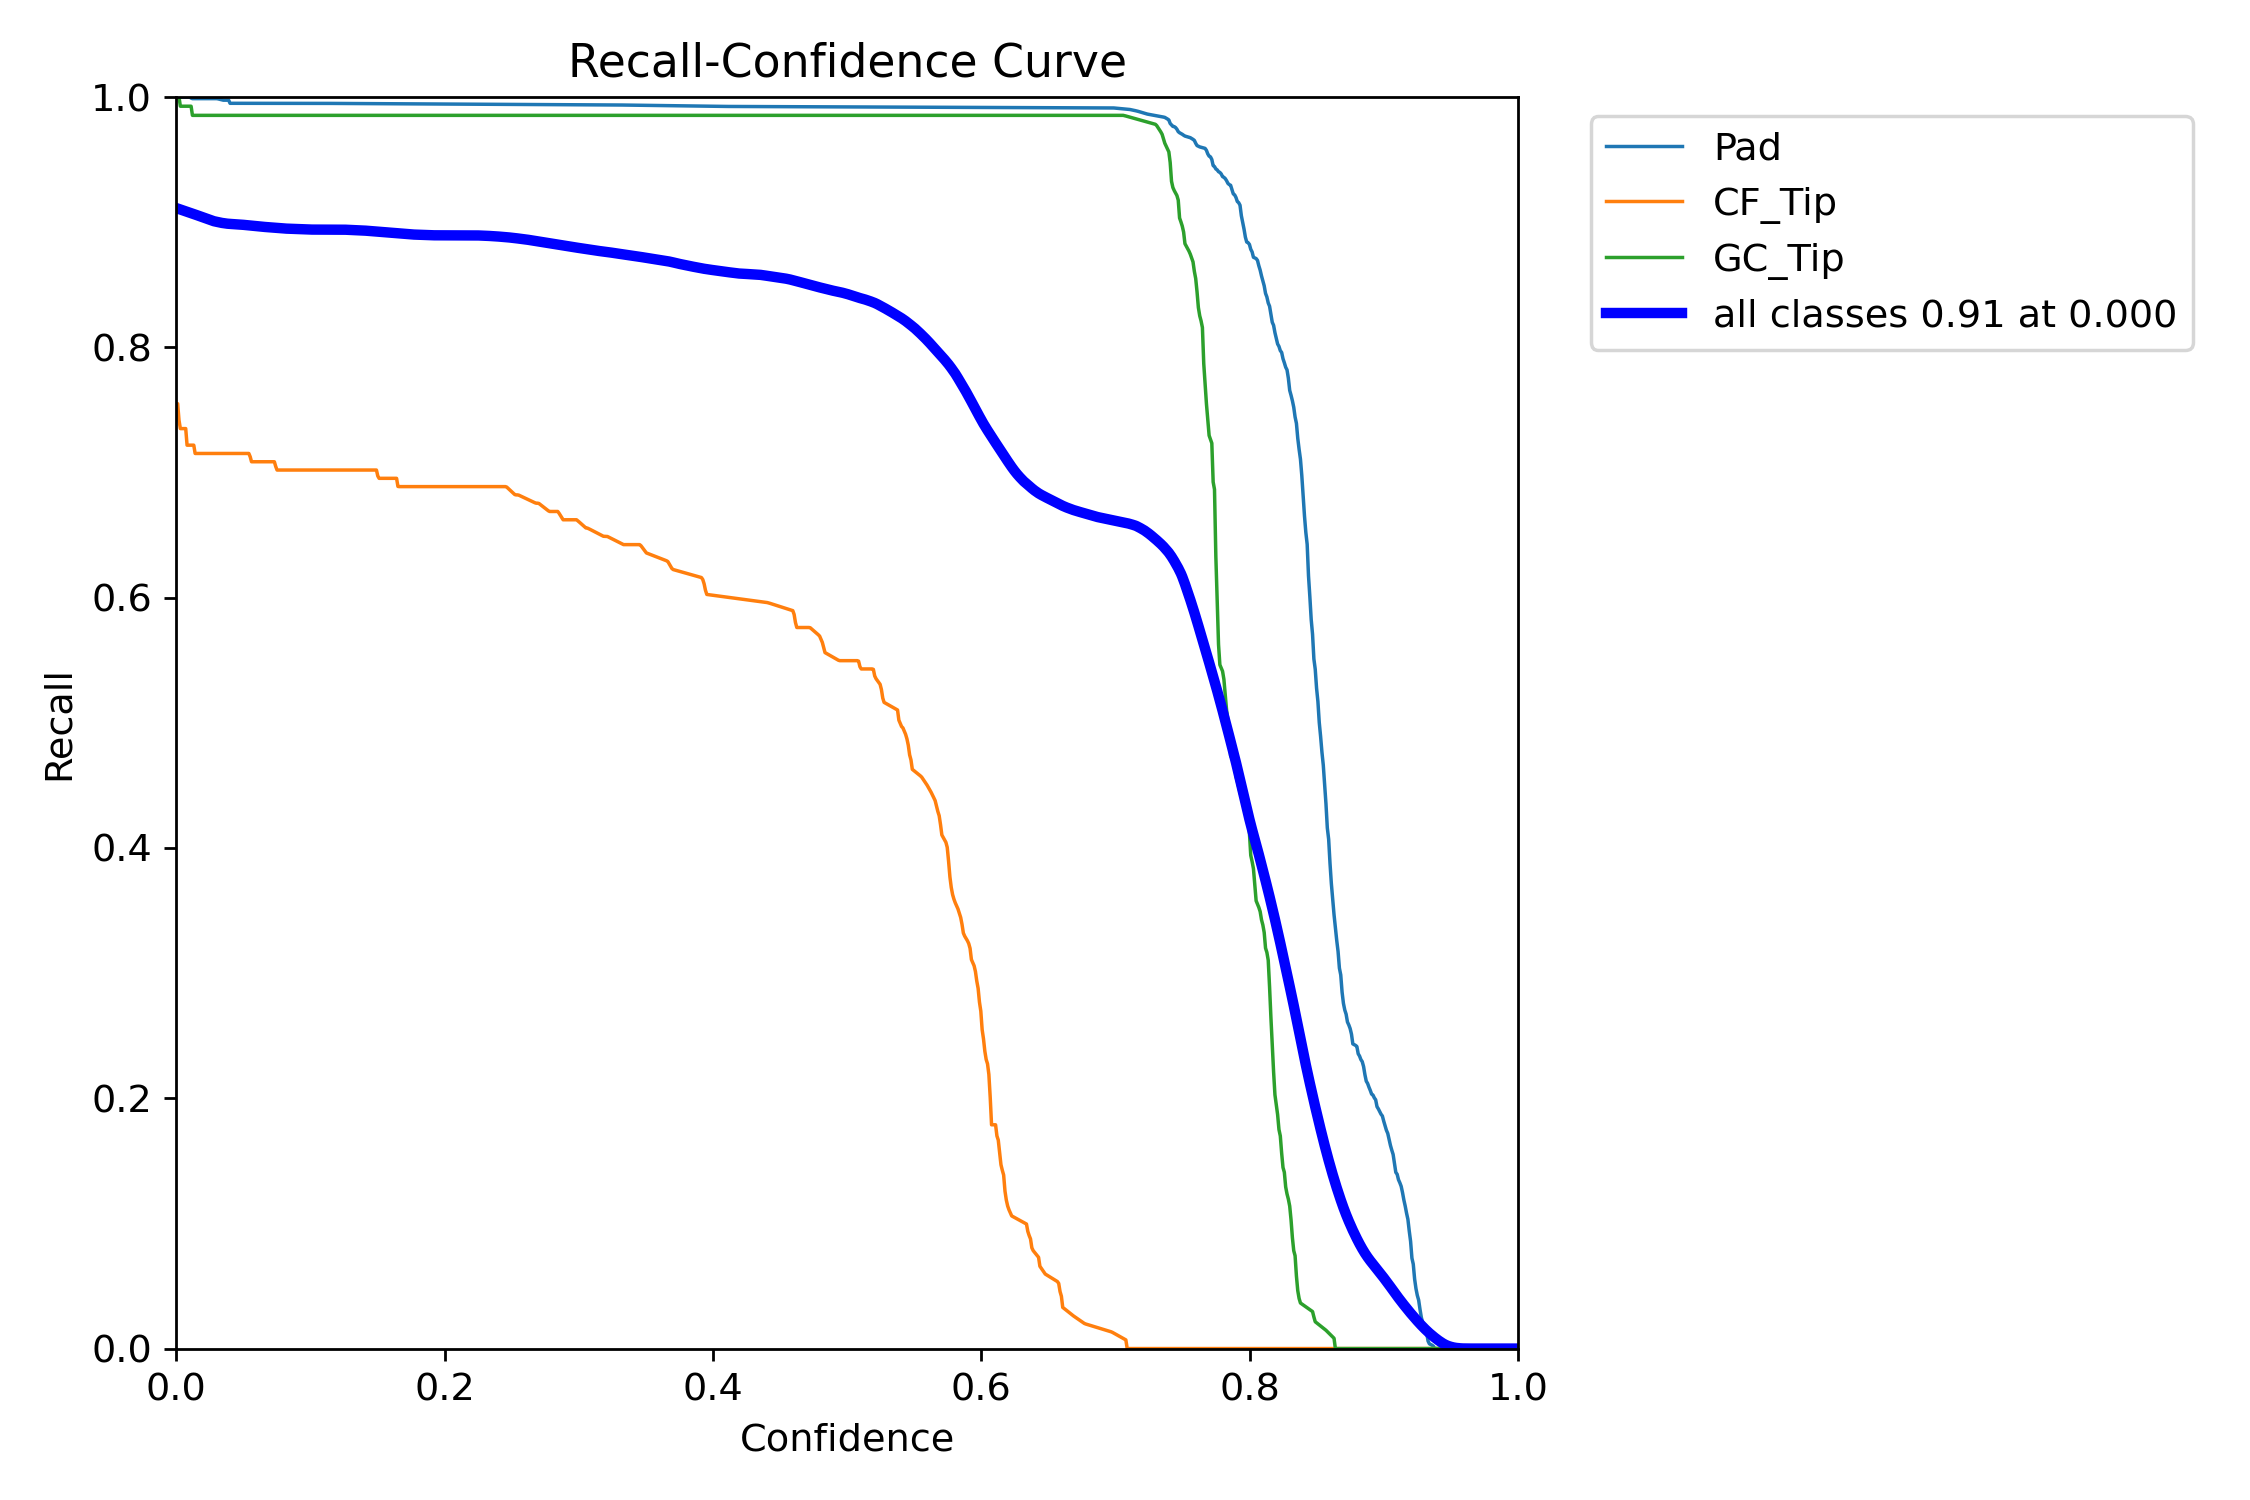 Recall-Confidence Curve
1.0
0.8
0.6
0.4
0.2
0.0
Recall
0.0 0.2 0.4 0.6 0.8 1.0
Confidence
Pad
CF_Tip
GC_Tip
all classes 0.91 at 0.000